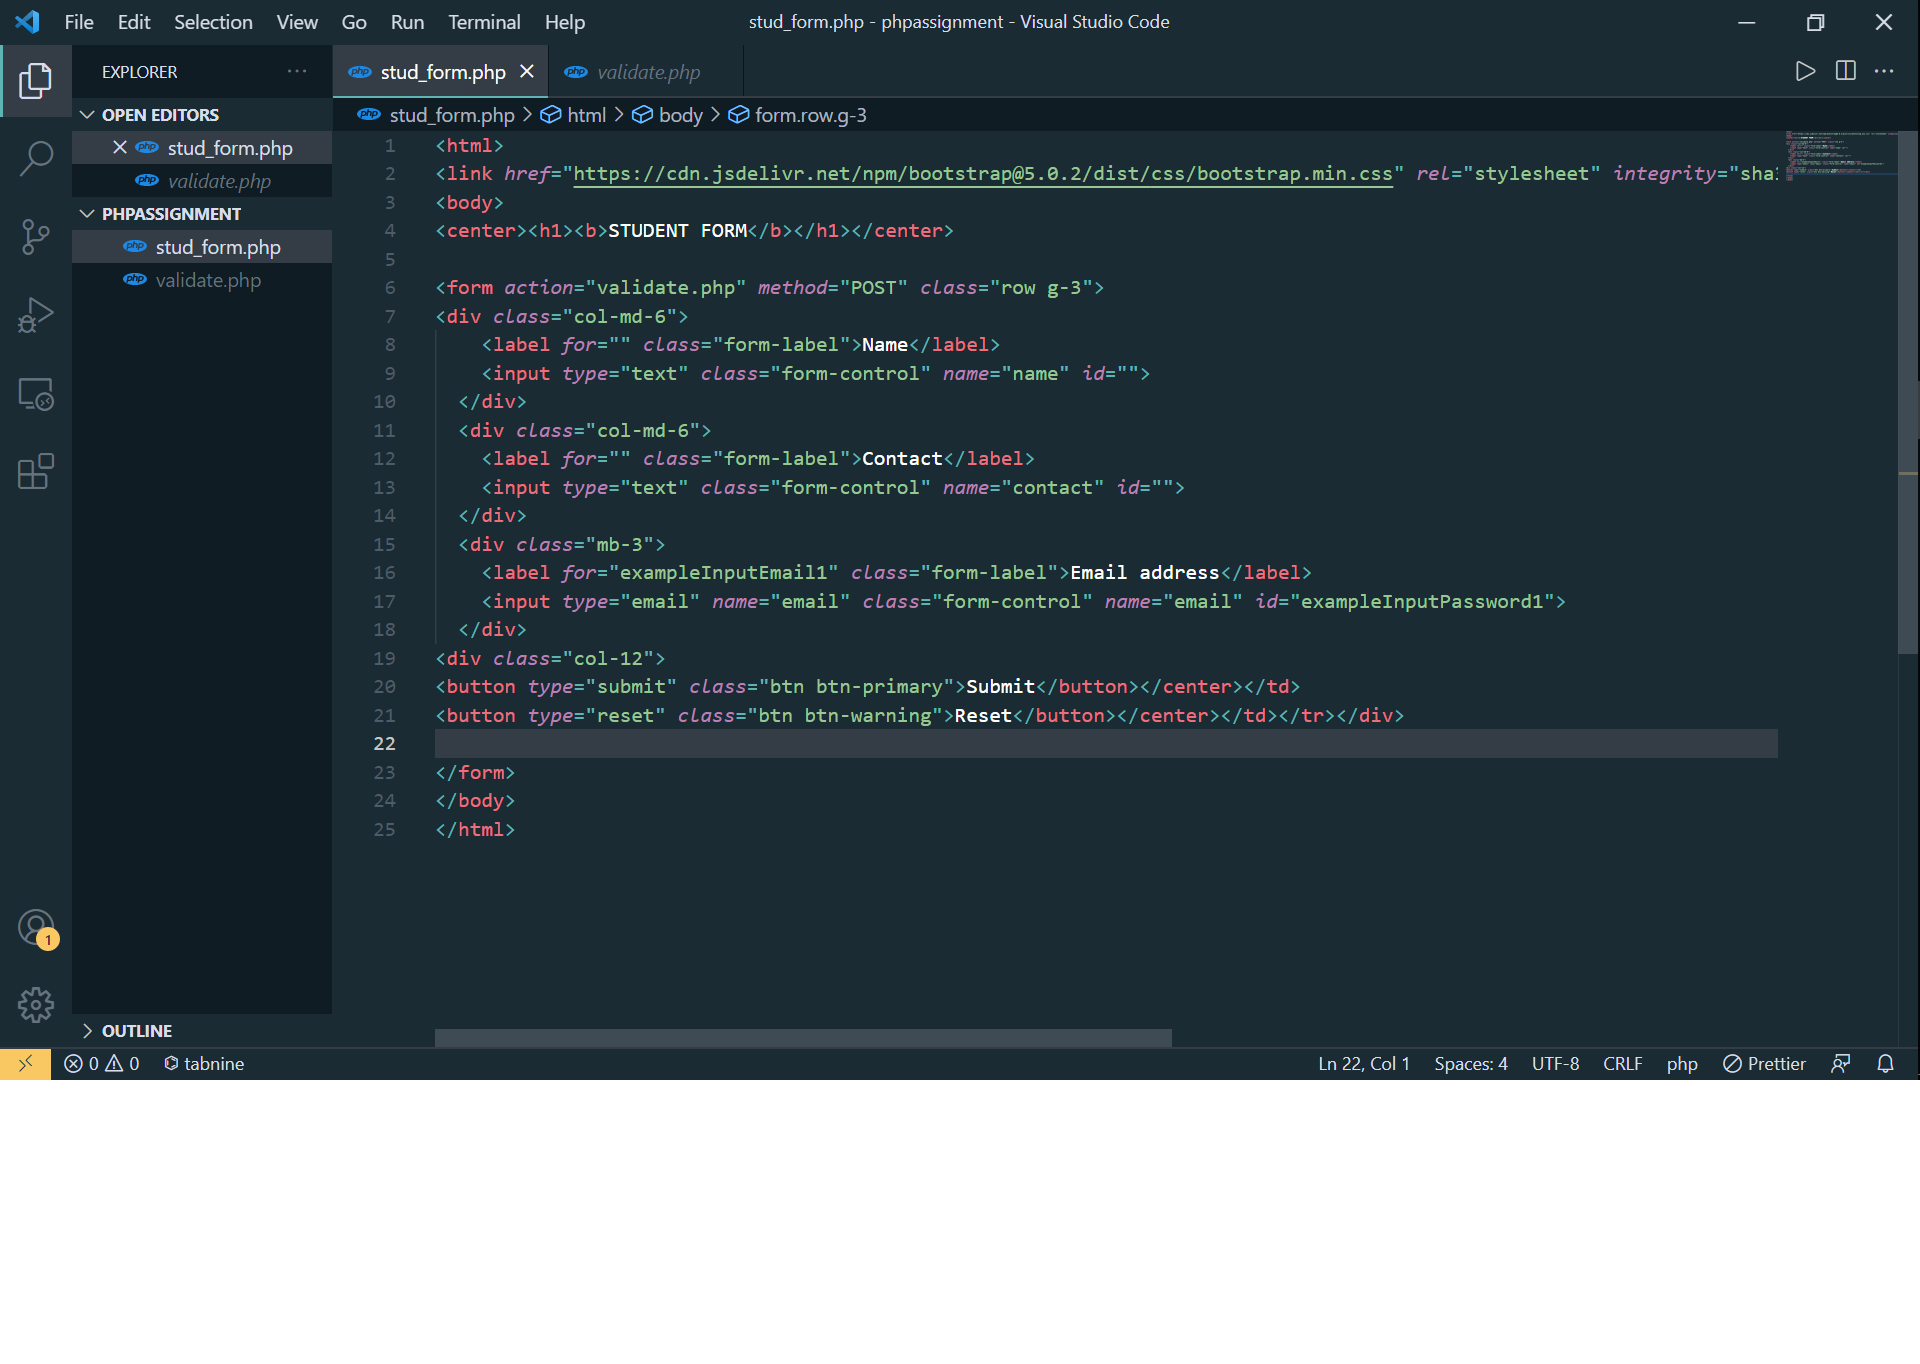 File Edit Selection View Go Run Terminal Help stud_form.php - phpassignment - Visual Studio Code
EXPLORER
OPEN EDITORS
stud_form.php
validate.php
PHPASSIGNMENT
stud_form.php
validate.php
OUTLINE
stud_form.php validate.php
stud_form.php > html > body > form.row.g-3
1 <html>
2 <link href="https://cdn.jsdelivr.net/npm/bootstrap@5.0.2/dist/css/bootstrap.min.css" rel="stylesheet" integrity="sha
3 <body>
4 <center><h1><b>STUDENT FORM</b></h1></center>
5
6 <form action="validate.php" method="POST" class="row g-3">
7 <div class="col-md-6">
8 <label for="" class="form-label">Name</label>
9 <input type="text" class="form-control" name="name" id="">
10 </div>
11 <div class="col-md-6">
12 <label for="" class="form-label">Contact</label>
13 <input type="text" class="form-control" name="contact" id="">
14 </div>
15 <div class="mb-3">
16 <label for="exampleInputEmail1" class="form-label">Email address</label>
17 <input type="email" name="email" class="form-control" name="email" id="exampleInputPassword1">
18 </div>
19 <div class="col-12">
20 <button type="submit" class="btn btn-primary">Submit</button></center></td>
21 <button type="reset" class="btn btn-warning">Reset</button></center></td></tr></div>
22
23 </form>
24 </body>
25 </html>
1
0 0 tabnine Ln 22, Col 1 Spaces: 4 UTF-8 CRLF php Prettier